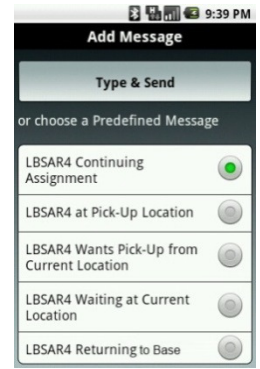 9:39 PM
Add Message
Type & Send
or choose a Predefined Message
LBSAR4 Continuing
Assignment
LBSAR4 at Pick-Up Location
LBSAR4 Wants Pick-Up from
Current Location
LBSAR4 Waiting at Current
Location
LBSAR4 Returning to Base